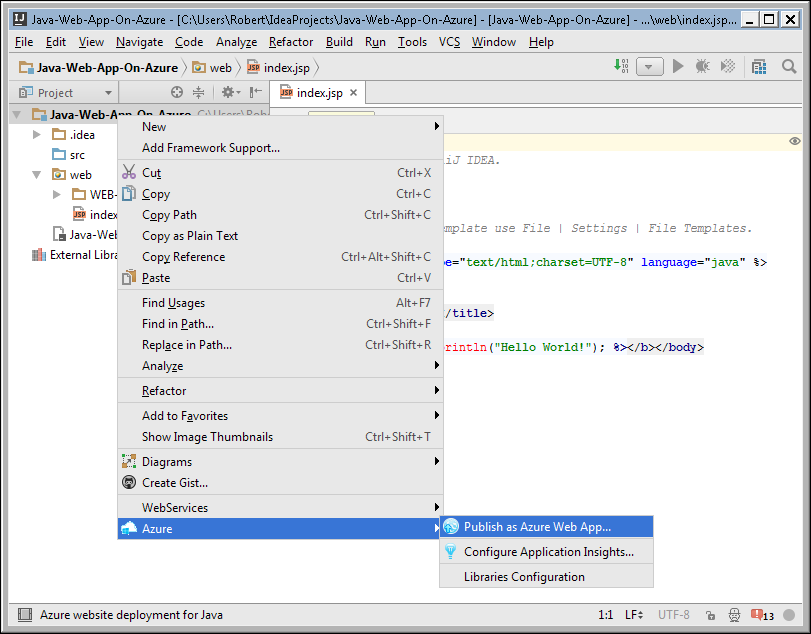 Java-Web-App-On-Azure - [C:\Users\Robert\IdeaProjects\Java-Web-App-On-Azure] - [Java-Web-App-On-Azure] - ...\web\index.jsp...
File Edit View Navigate Code Analyze Refactor Build Run Tools VCS Window Help
Java-Web-App-On-Azure web JSP index.jsp
Project JSP index.jsp
Java-Web-App-On-Azure C:\Users\Rob
.idea
src
web
WEB-
JSP index
Java-Web
External Libra
iJ IDEA.
mplate use File | Settings | File Templates.
e="text/html;charset=UTF-8" language="java" %>
/title>
rintln("Hello World!"); %></b></body>
New
Add Framework Support...
Cut Ctrl+X
Copy Ctrl+C
Copy Path Ctrl+Shift+C
Copy as Plain Text
Copy Reference Ctrl+Alt+Shift+C
Paste Ctrl+V
Find Usages Alt+F7
Find in Path... Ctrl+Shift+F
Replace in Path... Ctrl+Shift+R
Analyze
Refactor
Add to Favorites
Show Image Thumbnails Ctrl+Shift+T
Diagrams
Create Gist...
WebServices
Azure
Publish as Azure Web App...
Configure Application Insights...
Libraries Configuration
Azure website deployment for Java 1:1 LF UTF-8 13